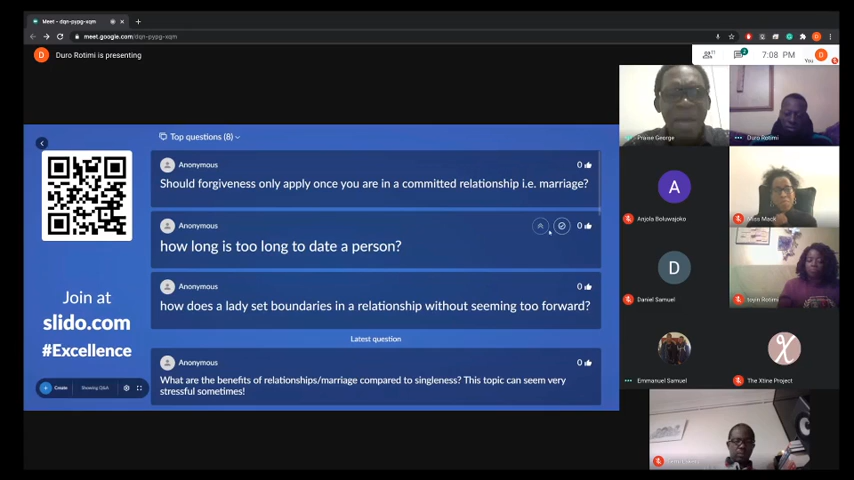 Meet - dqn-pypg-xqm
meet.google.com/dqn-pypg-xqm
D
Duro Rotimi is presenting
7:08 PM
You
D
Top questions (8)
Anonymous
0
Should forgiveness only apply once you are in a committed relationship i.e. marriage?
Anonymous
0
how long is too long to date a person?
Anonymous
0
how does a lady set boundaries in a relationship without seeming too forward?
Latest question
Anonymous
0
What are the benefits of relationships/marriage compared to singleness? This topic can seem very
stressful sometimes!
Join at
slido.com
#Excellence
Create
Showing Q&A
Praise George
Duro Rotimi
A
Anjola Boluwajoko
Mack
D
Daniel Samuel
toyin Rotimi
Emmanuel Samuel
X
The Xline Project